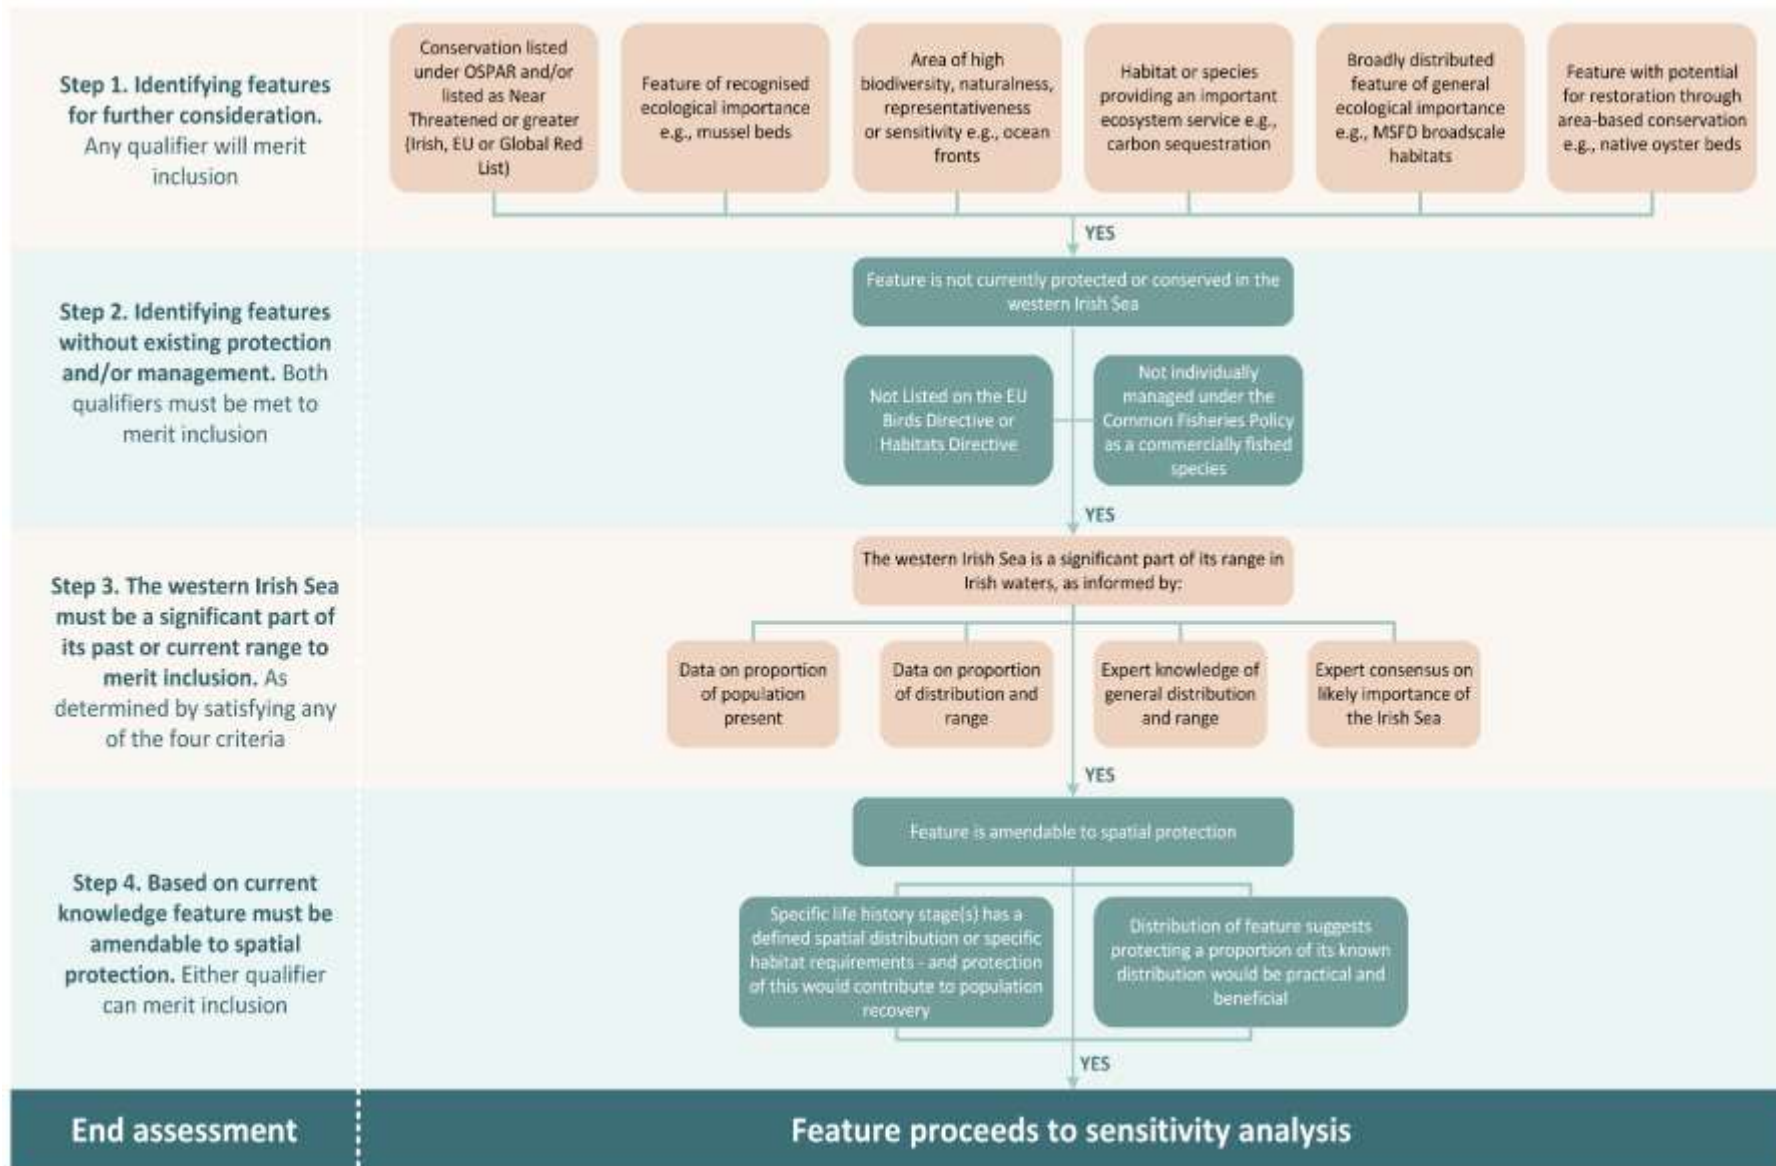 Step 1. Identifying features
for further consideration.
Any qualifier will merit
inclusion
Conservation listed
under OSPAR and/or
listed as Near
Threatened or greater
(Irish, EU or Global Red
List)
Feature of recognised
ecological importance
e.g., mussel beds
Area of high
biodiversity, naturalness,
representativeness
or sensitivity e.g., ocean
fronts
Habitat or species
providing an important
ecosystem service e.g.,
carbon sequestration
Broadly distributed
feature of general
ecological importance
e.g., MSFD broadscale
habitats
Feature with potential
for restoration through
area-based conservation
e.g., native oyster beds
YES
Step 2. Identifying features
without existing protection
and/or management. Both
qualifiers must be met to
merit inclusion
Feature is not currently protected or conserved in the
western Irish Sea
Not Listed on the EU
Birds Directive or
Habitats Directive
Not individually
managed under the
Common Fisheries Policy
as a commercially fished
species
YES
Step 3. The western Irish Sea
must be a significant part of
its past or current range to
merit inclusion. As
determined by satisfying any
of the four criteria
The western Irish Sea is a significant part of its range in
Irish waters, as informed by:
Data on proportion
of population
present
Data on proportion
of distribution and
range
Expert knowledge of
general distribution
and range
Expert consensus on
likely importance of
the Irish Sea
YES
Step 4. Based on current
knowledge feature must be
amendable to spatial
protection. Either qualifier
can merit inclusion
Feature is amendable to spatial protection
Specific life history stage(s) has a
defined spatial distribution or specific
habitat requirements - and protection
of this would contribute to population
recovery
Distribution of feature suggests
protecting a proportion of its known
distribution would be practical and
beneficial
YES
End assessment
Feature proceeds to sensitivity analysis